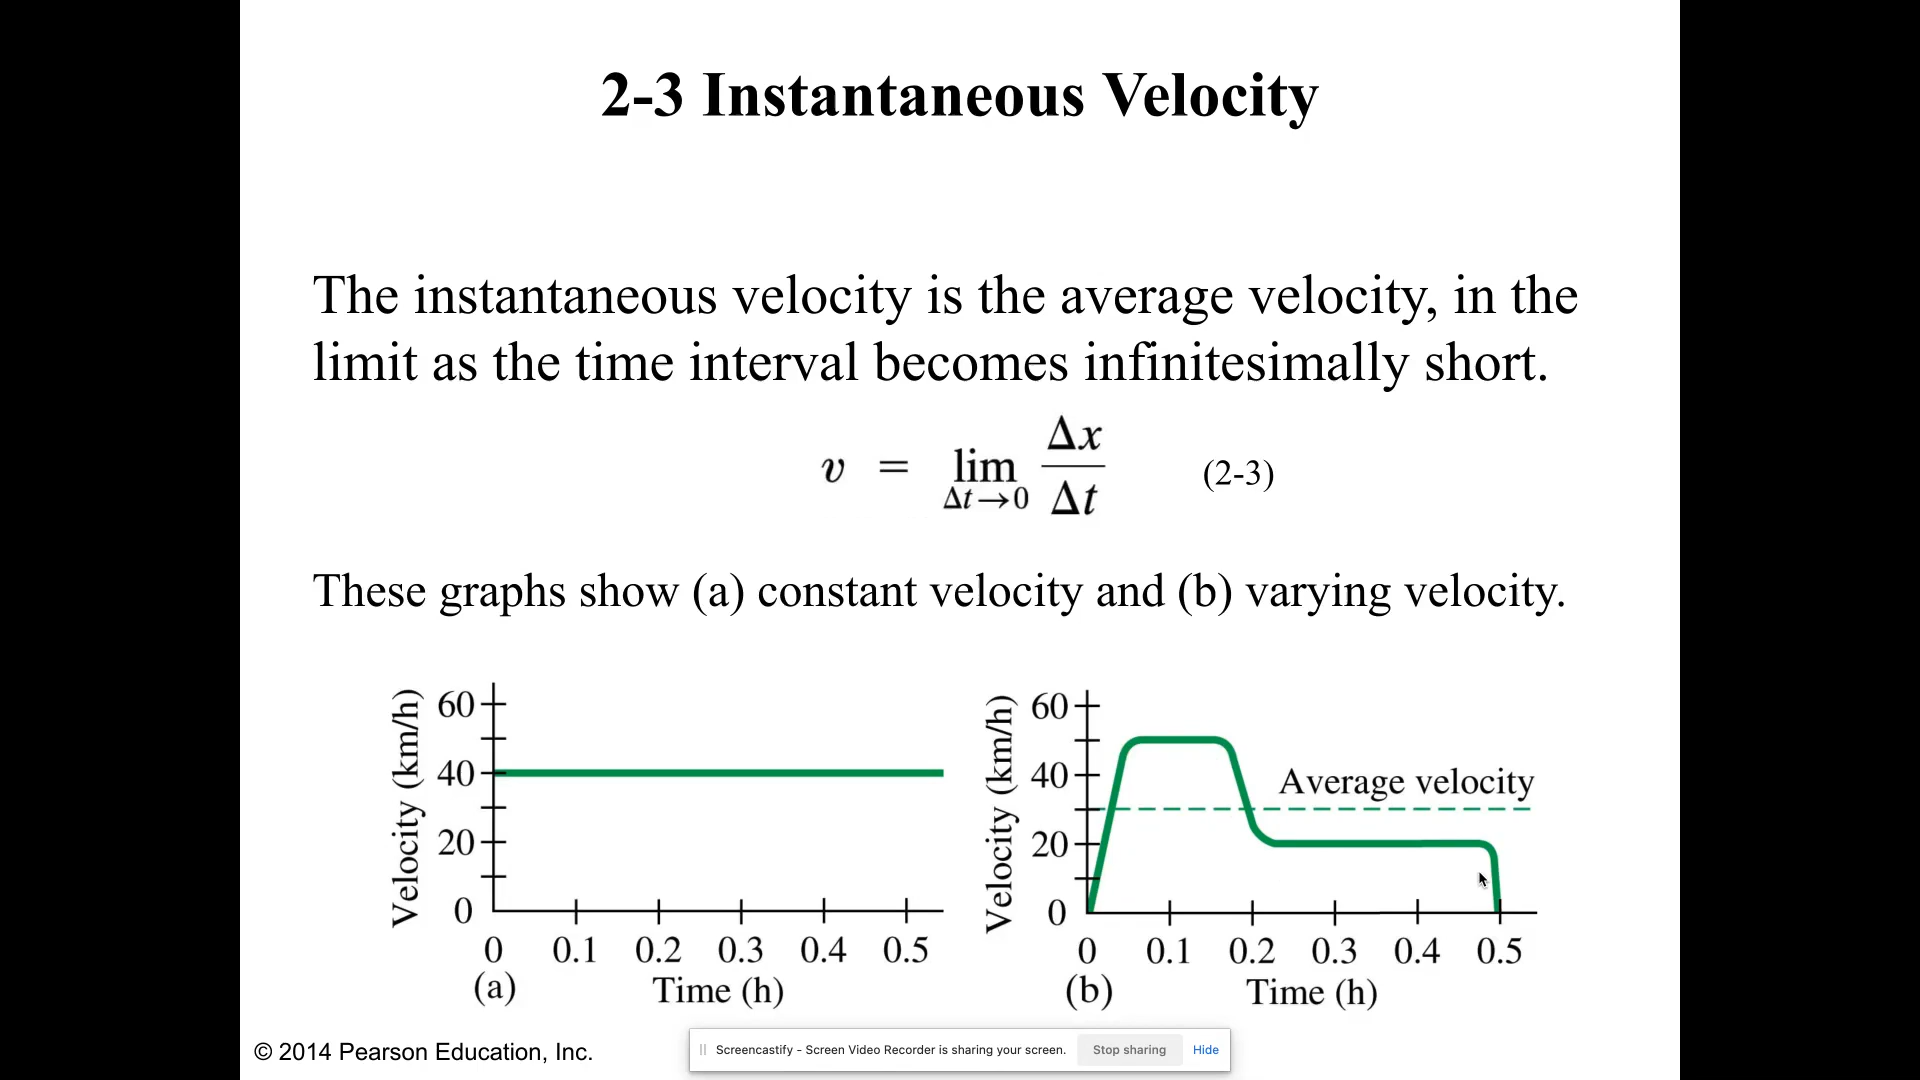 2-3 Instantaneous Velocity
The instantaneous velocity is the average velocity, in the
limit as the time interval becomes infinitesimally short.
v = lim Δt→0 Δx/Δt (2-3)
These graphs show (a) constant velocity and (b) varying velocity.
Velocity (km/h)
60
40
20
0
0 0.1 0.2 0.3 0.4 0.5
(a) Time (h)
Velocity (km/h)
60
40
20
0
Average velocity
0 0.1 0.2 0.3 0.4 0.5
(b) Time (h)
© 2014 Pearson Education, Inc.
Screencastify - Screen Video Recorder is sharing your screen. Stop sharing Hide